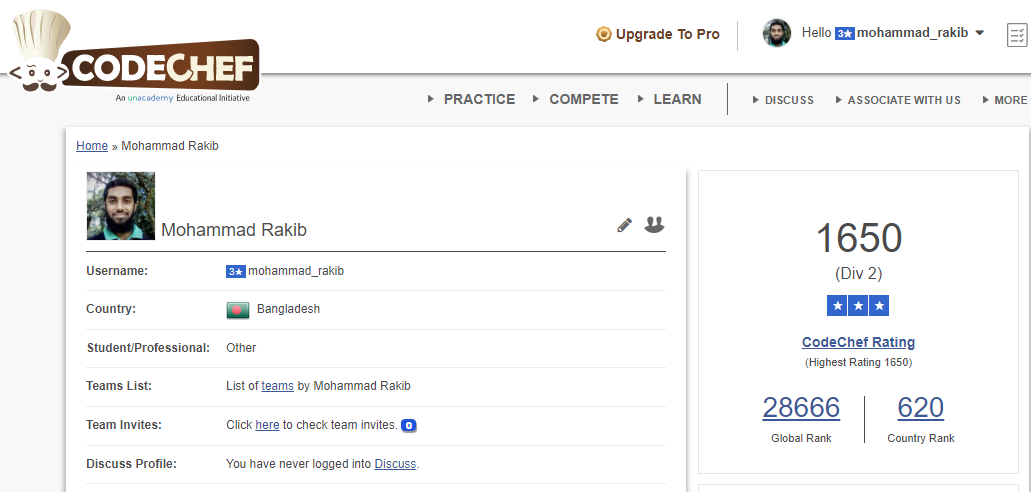 Upgrade To Pro
Hello 3★ mohammad_rakib
CODECHEF
An unacademy Educational Initiative
PRACTICE COMPETE LEARN DISCUSS ASSOCIATE WITH US MORE
Home » Mohammad Rakib
Mohammad Rakib
Username: 3★ mohammad_rakib
Country: Bangladesh
Student/Professional: Other
Teams List: List of teams by Mohammad Rakib
Team Invites: Click here to check team invites. 0
Discuss Profile: You have never logged into Discuss.
1650
(Div 2)
★ ★ ★
CodeChef Rating
(Highest Rating 1650)
28666 620
Global Rank Country Rank